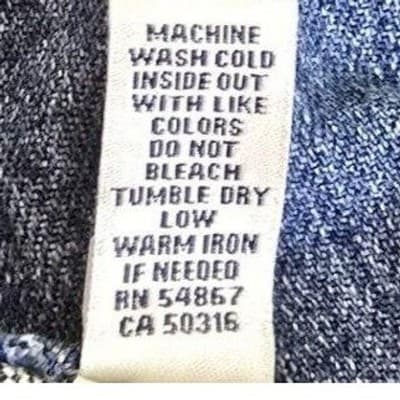 MACHINE
WASH COLD
INSIDE OUT
WITH LIKE
COLORS
DO NOT
BLEACH
TUMBLE DRY
LOW
WARM IRON
IF NEEDED
RN 54867
CA 50316